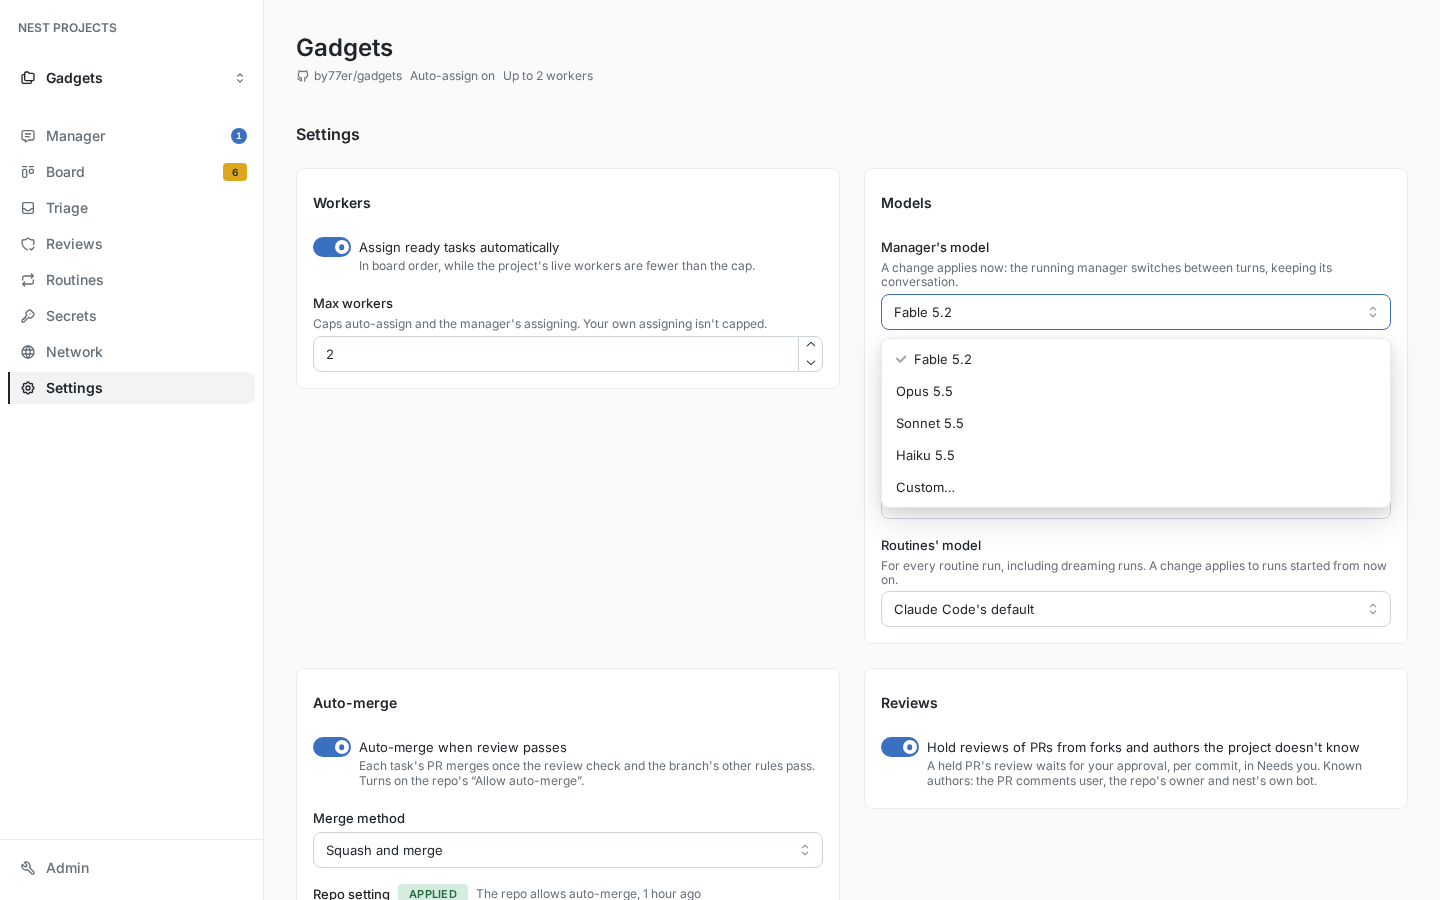 NEST PROJECTS
Gadgets
Manager
1
Board
6
Triage
Reviews
Routines
Secrets
Network
Settings
Admin
Gadgets
by77er/gadgets Auto-assign on Up to 2 workers
Settings
Workers
Assign ready tasks automatically
In board order, while the project's live workers are fewer than the cap.
Max workers
Caps auto-assign and the manager's assigning. Your own assigning isn't capped.
2
Models
Manager's model
A change applies now: the running manager switches between turns, keeping its
conversation.
Fable 5.2
Fable 5.2
Opus 5.5
Sonnet 5.5
Haiku 5.5
Custom...
Routines' model
For every routine run, including dreaming runs. A change applies to runs started from now
on.
Claude Code's default
Auto-merge
Auto-merge when review passes
Each task's PR merges once the review check and the branch's other rules pass.
Turns on the repo's “Allow auto-merge”.
Merge method
Squash and merge
Repo setting APPLIED The repo allows auto-merge, 1 hour ago
Reviews
Hold reviews of PRs from forks and authors the project doesn't know
A held PR's review waits for your approval, per commit, in Needs you. Known
authors: the PR comments user, the repo's owner and nest's own bot.